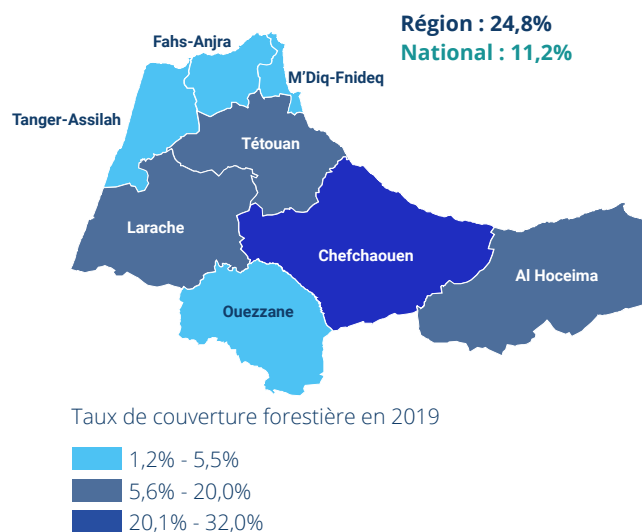 Région : 24,8%
National : 11,2%
Fahs-Anjra
M'Diq-Fnideq
Tanger-Assilah
Tétouan
Larache
Chefchaouen
Al Hoceima
Ouezzane
Taux de couverture forestière en 2019
1,2% - 5,5%
5,6% - 20,0%
20,1% - 32,0%